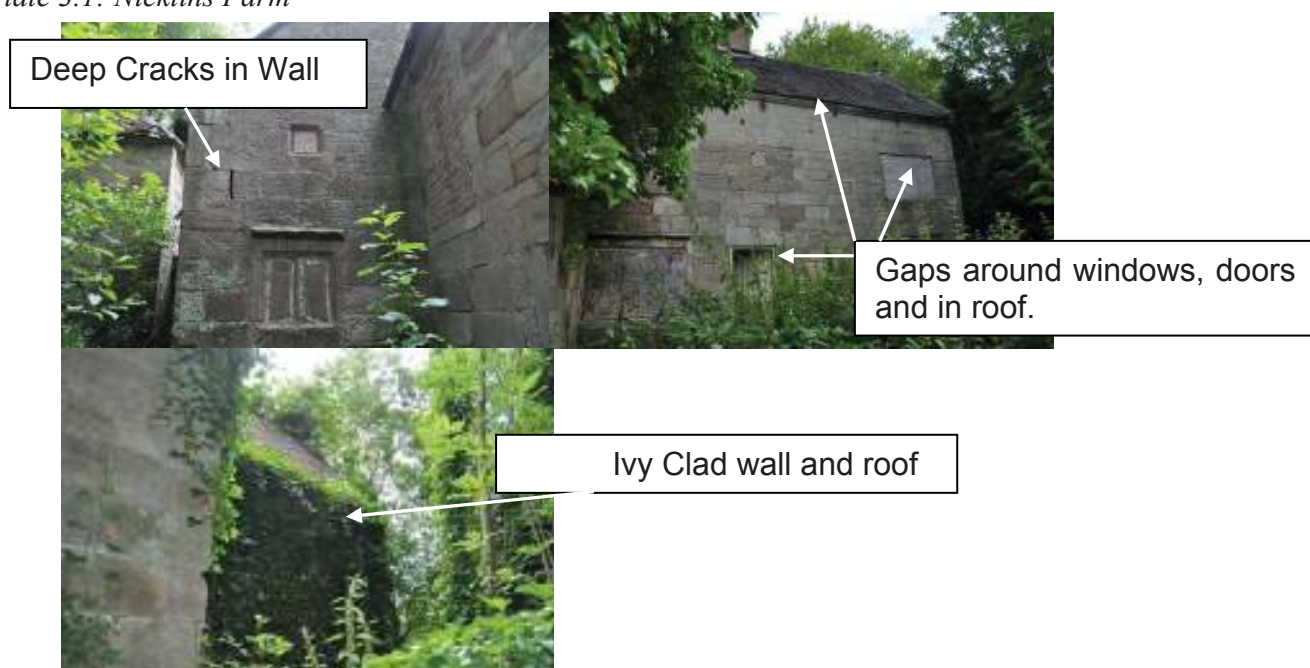 Deep Cracks in Wall
Gaps around windows, doors
and in roof.
Ivy Clad wall and roof